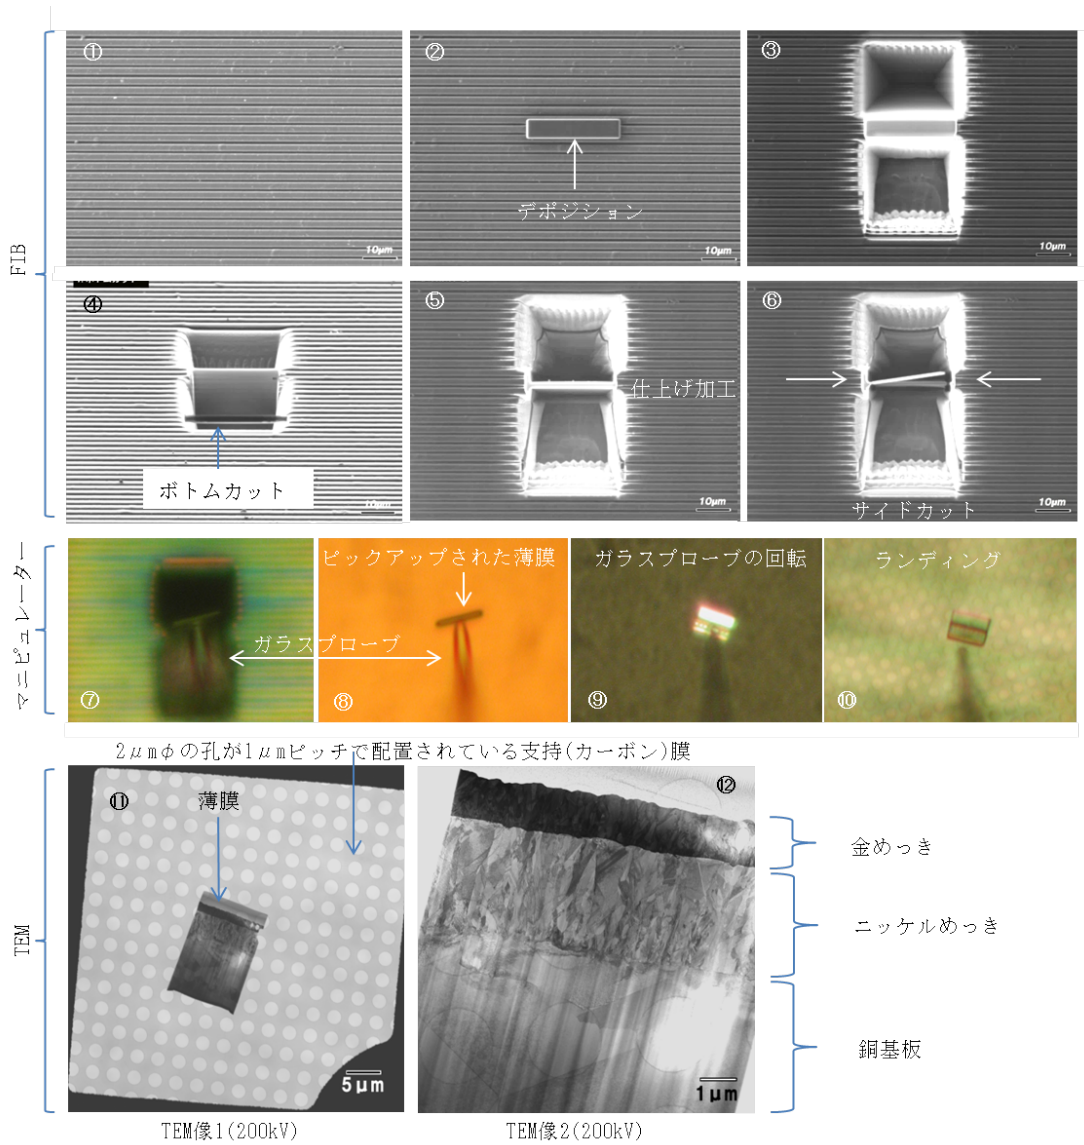 FIB
①
10μm
②
デポジション
10μm
③
10μm
④
ボトムカット
10μm
⑤
仕上げ加工
10μm
⑥
サイドカット
10μm
マニピュレーター
⑦
ガラスプローブ
ピックアップされた薄膜
⑧
ガラスプローブの回転
⑨
ランディング
⑩
2μmφの孔が1μmピッチで配置されている支持(カーボン)膜
TEM
⑪
薄膜
5μm
TEM像1(200kV)
⑫
1μm
TEM像2(200kV)
金めっき
ニッケルめっき
銅基板